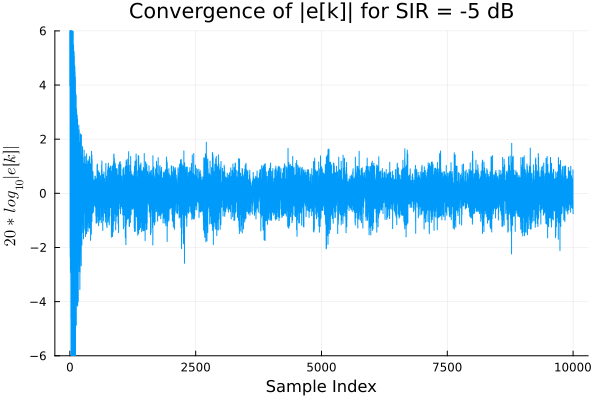 Convergence of |e[k]| for SIR = -5 dB
20 * log10|e[k]|
6
4
2
0
−2
−4
−6
0 2500 5000 7500 10000
Sample Index